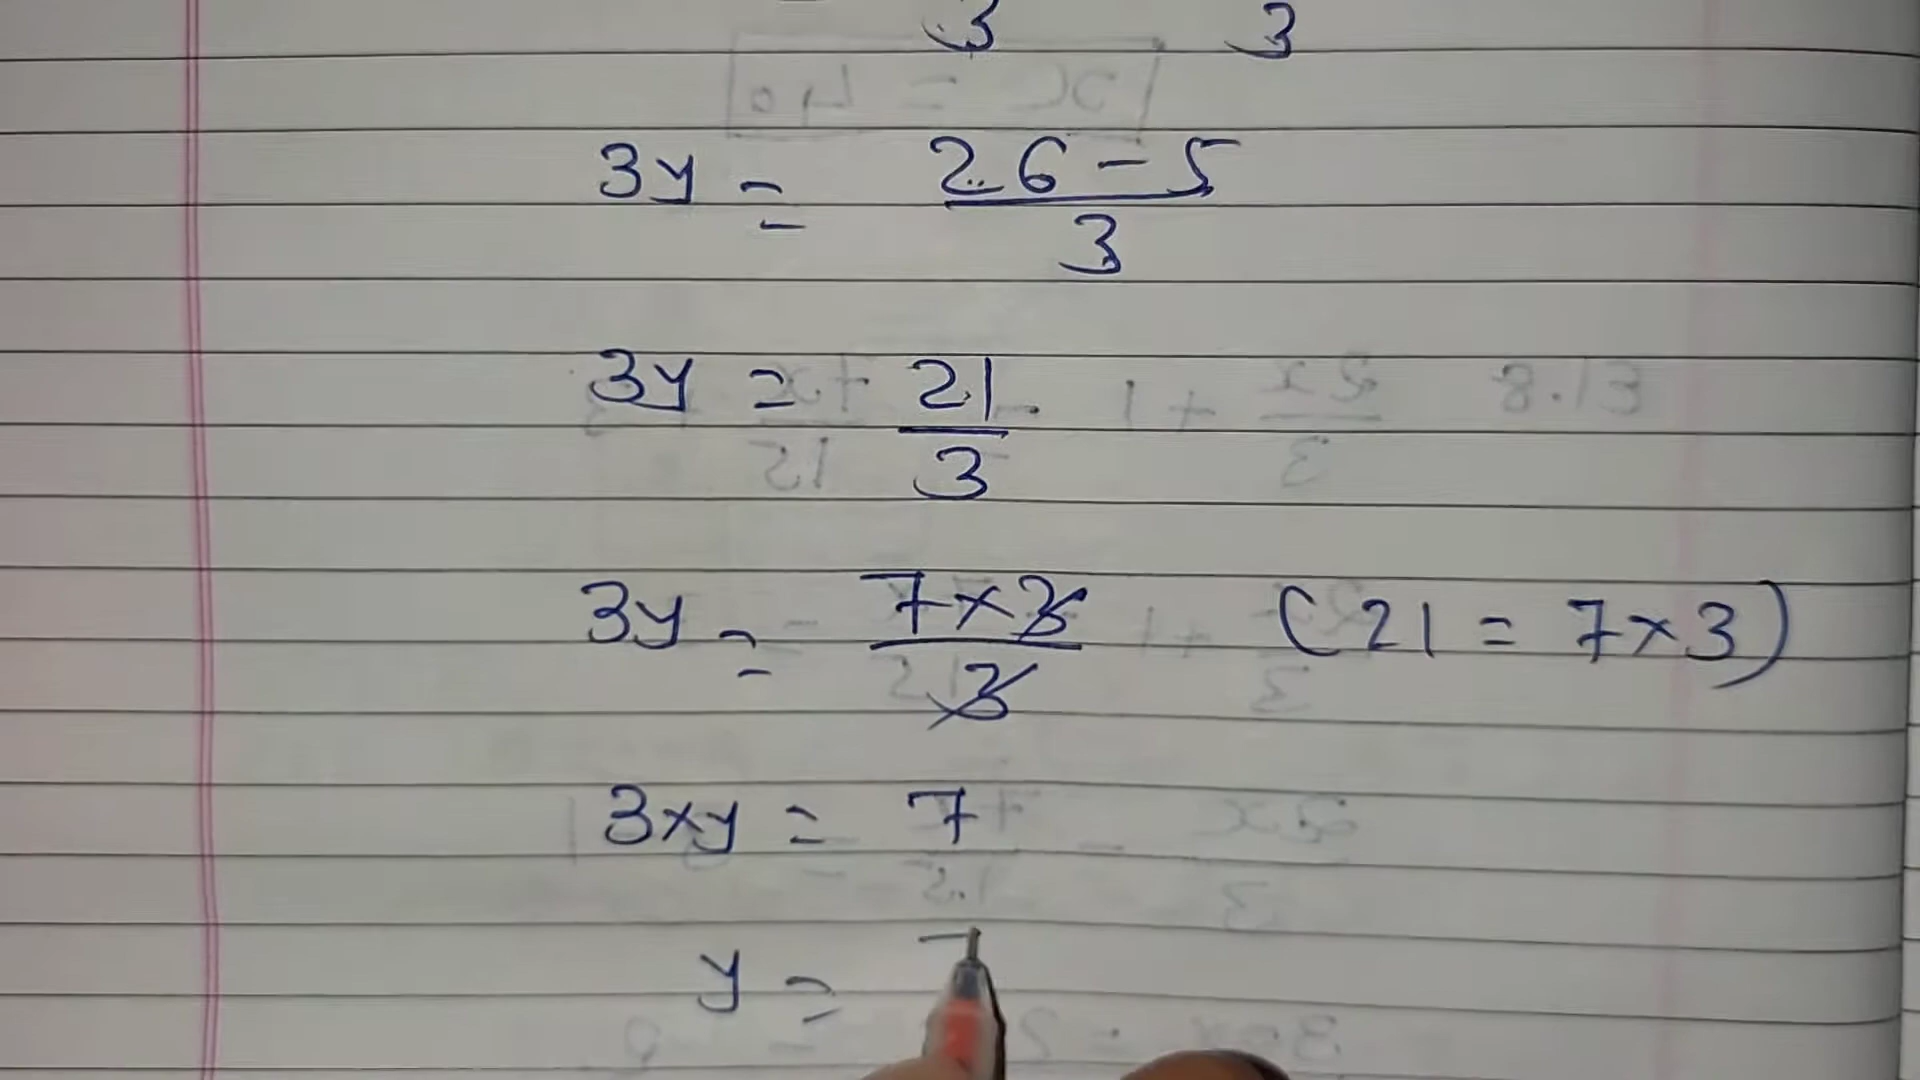 3 3
3y = 26 - 5
3
3y = 21
3
3y = 7 × 3 (21 = 7 × 3)
3
3 × y = 7
y = 7